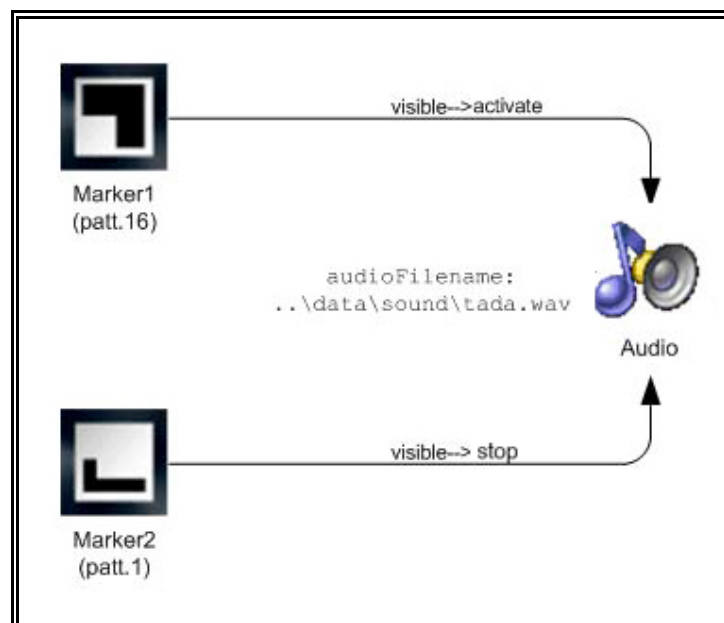 visible-->activate
Marker1
(patt.16)
audioFilename:
..\data\sound\tada.wav
Audio
visible--> stop
Marker2
(patt.1)